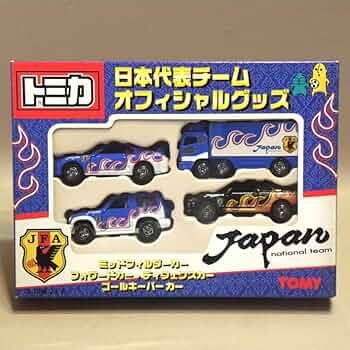 トミカ
日本代表チーム
オフィシャルグッズ
Japan
JFA
Japan
national team
ミッドフィルダーカー
フォワードカー ディフェンスカー
ゴールキーパーカー
TOMY